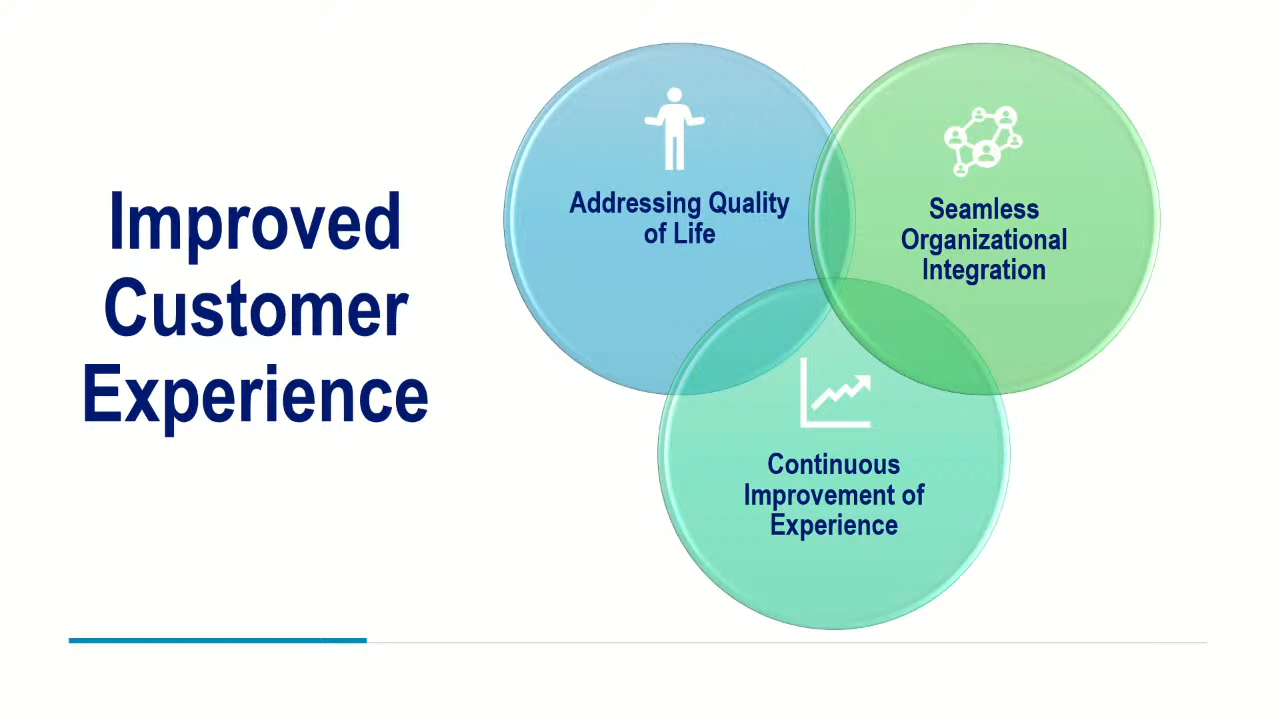 Improved
Customer
Experience
Addressing Quality
of Life
Seamless
Organizational
Integration
Continuous
Improvement of
Experience